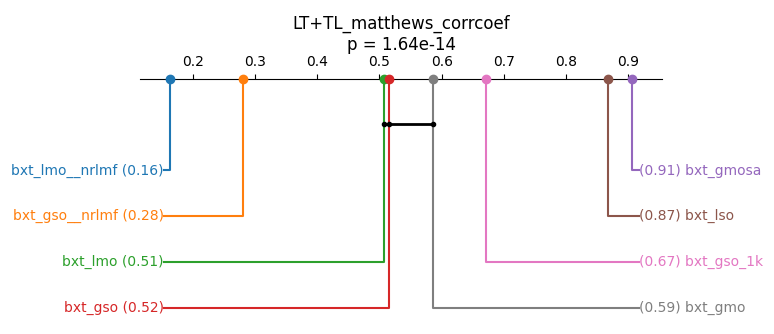 LT+TL_matthews_corrcoef
p = 1.64e-14
0.2 0.3 0.4 0.5 0.6 0.7 0.8 0.9
bxt_lmo__nrlmf (0.16) (0.91) bxt_gmosa
bxt_gso__nrlmf (0.28) (0.87) bxt_lso
bxt_lmo (0.51) (0.67) bxt_gso_1k
bxt_gso (0.52) (0.59) bxt_gmo